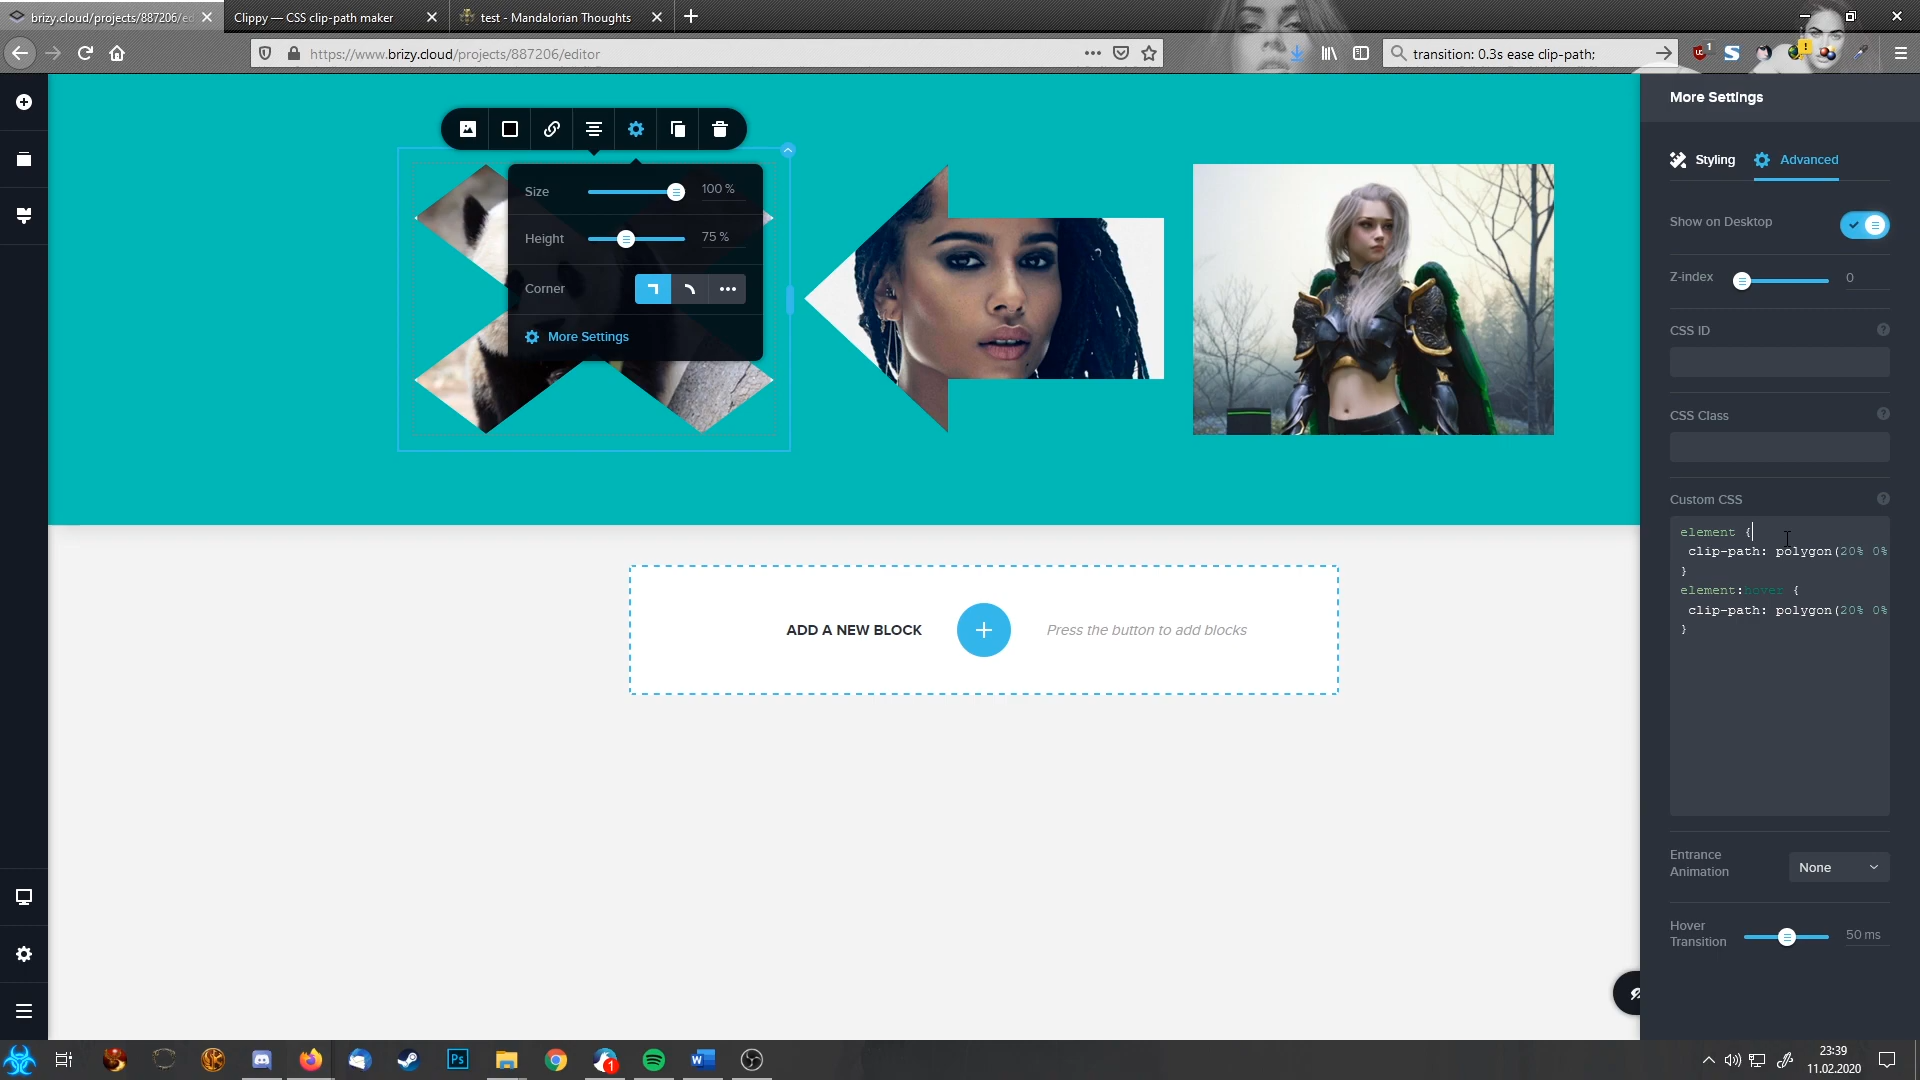 brizy.cloud/projects/887206/ed
Clippy — CSS clip-path maker
test - Mandalorian Thoughts
https://www.brizy.cloud/projects/887206/editor
transition: 0.3s ease clip-path;
1
More Settings
Styling
Advanced
Size
100 %
Height
75 %
Corner
More Settings
Show on Desktop
Z-index
0
CSS ID
CSS Class
Custom CSS
element {
clip-path: polygon(20% 0%
}
element:hover {
clip-path: polygon(20% 0%
}
ADD A NEW BLOCK
Press the button to add blocks
Entrance
Animation
None
Hover
Transition
50 ms
Ps
1
W
23:39
11.02.2020